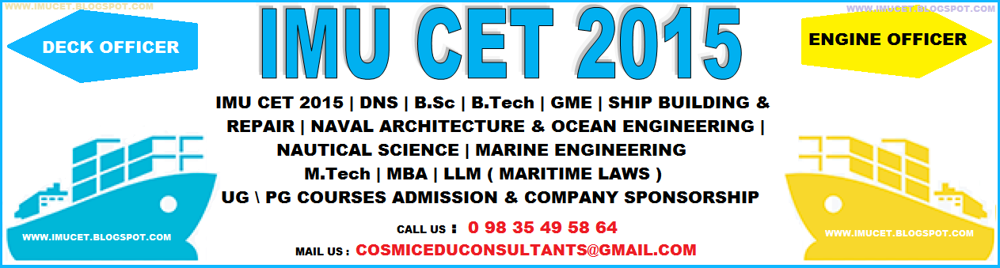 WWW.IMUCET.BLOGSPOT.COM
WWW.IMUCET.BLOGSPOT.COM
DECK OFFICER
IMU CET 2015
ENGINE OFFICER
IMU CET 2015 | DNS | B.Sc | B.Tech | GME | SHIP BUILDING &
REPAIR | NAVAL ARCHITECTURE & OCEAN ENGINEERING |
NAUTICAL SCIENCE | MARINE ENGINEERING
M.Tech | MBA | LLM ( MARITIME LAWS )
UG \ PG COURSES ADMISSION & COMPANY SPONSORSHIP
CALL US : 0 98 35 49 58 64
MAIL US : COSMICEDUCONSULTANTS@GMAIL.COM
WWW.IMUCET.BLOGSPOT.COM
WWW.IMUCET.BLOGSPOT.COM